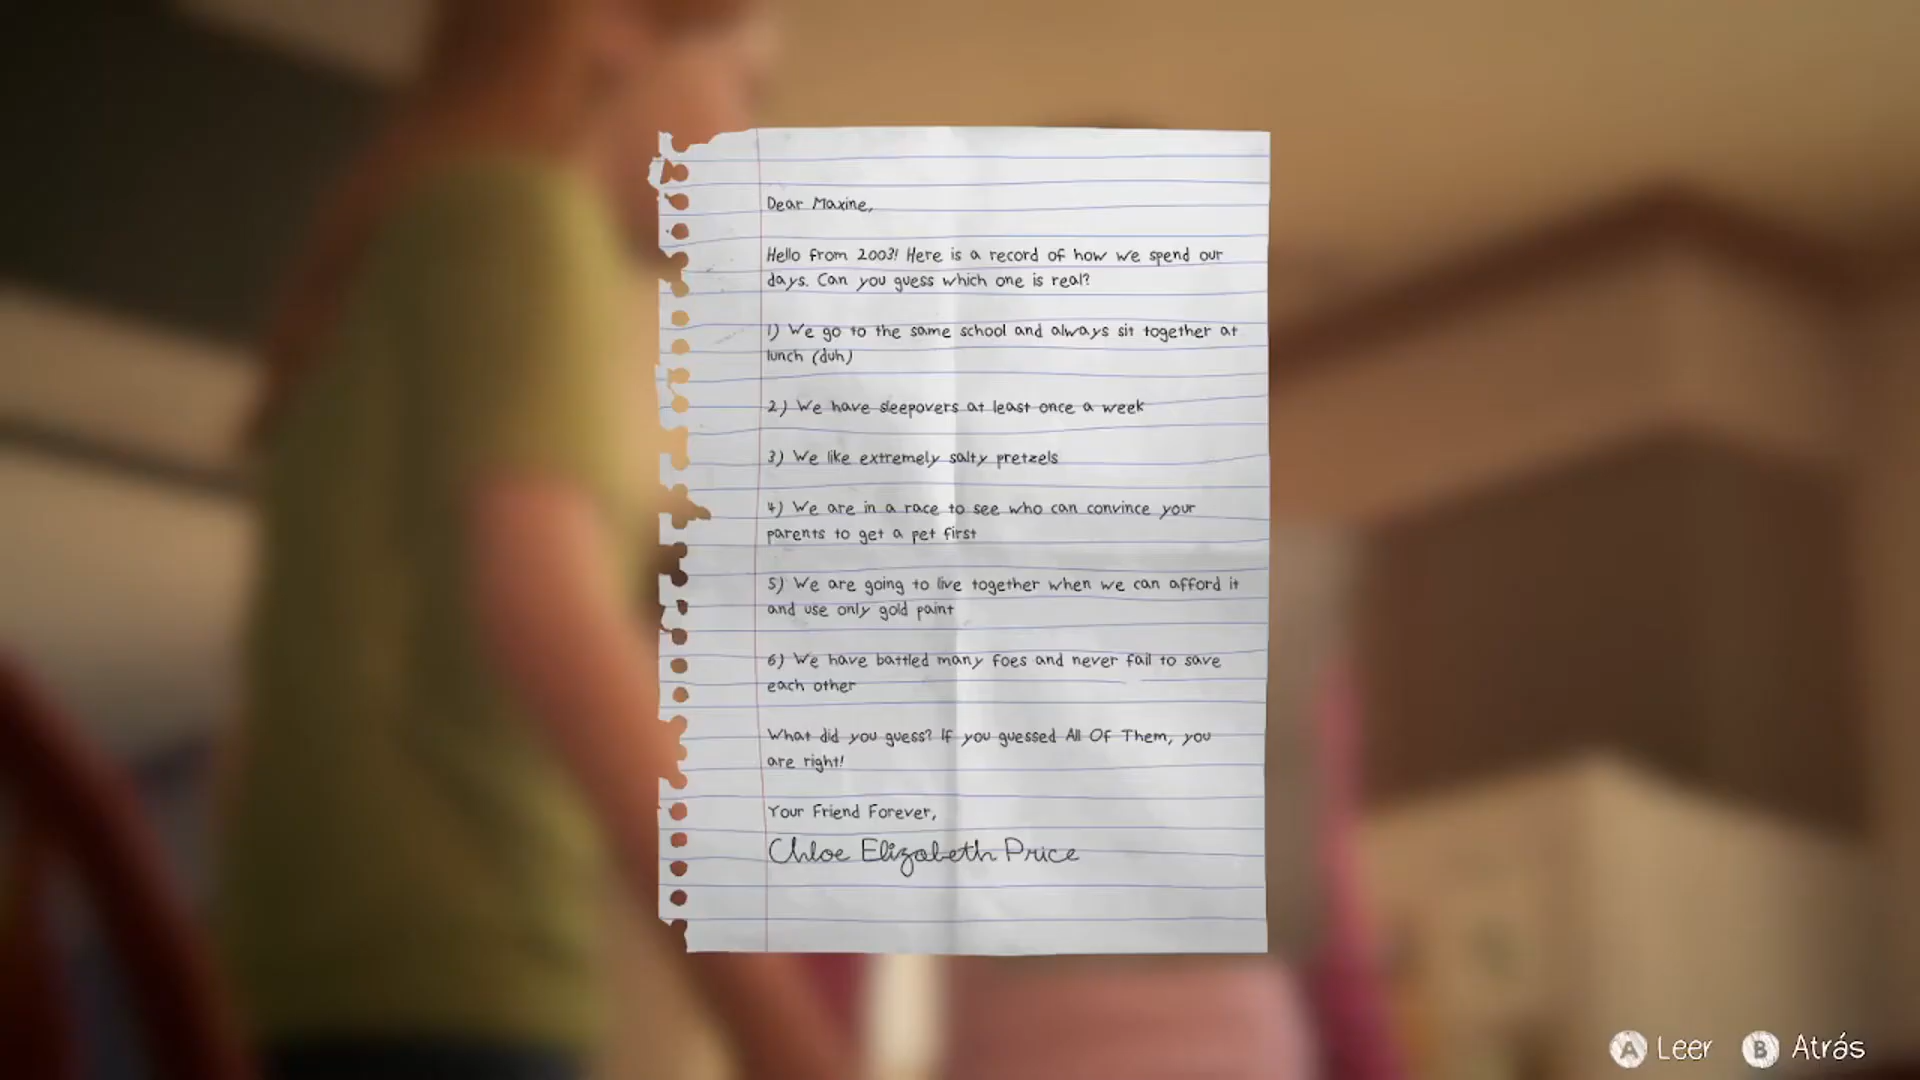 Dear Maxine,
Hello from 2003! Here is a record of how we spend our
days. Can you guess which one is real?
1) We go to the same school and always sit together at
lunch (duh)
2) We have sleepovers at least once a week
3) We like extremely salty pretzels
4) We are in a race to see who can convince your
parents to get a pet first
5) We are going to live together when we can afford it
and use only gold paint
6) We have battled many foes and never fail to save
each other
What did you guess? If you guessed All Of Them, you
are right!
Your Friend Forever,
Chloe Elizabeth Price
A Leer B Atrás